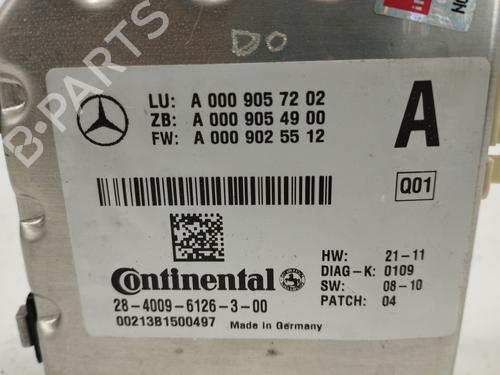 DO
LU: A 000 905 72 02
ZB: A 000 905 49 00
FW: A 000 902 55 12
A
Q01
Continental
28-4009-6126-3-00
00213B1500497 Made in Germany
HW: 21-11
DIAG-K: 0109
SW: 08-10
PATCH: 04
B-PARTS